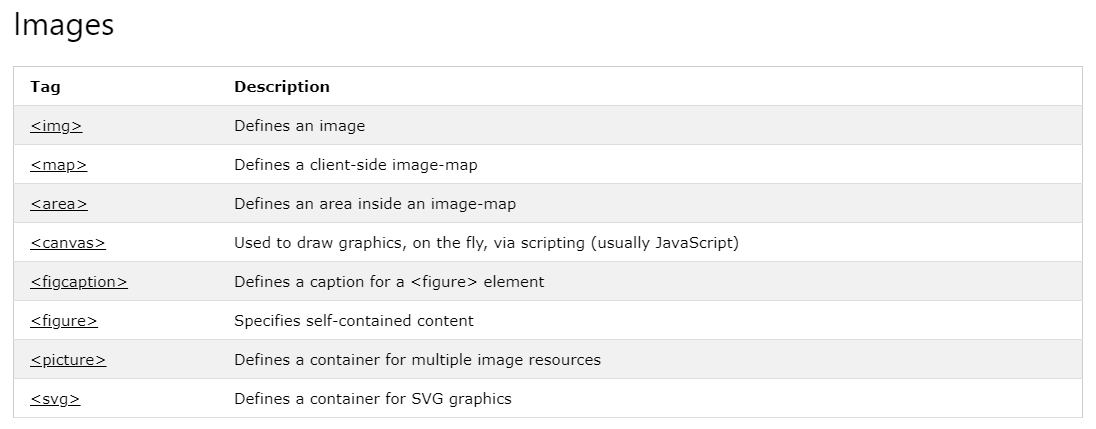 Images
Tag Description
<img> Defines an image
<map> Defines a client-side image-map
<area> Defines an area inside an image-map
<canvas> Used to draw graphics, on the fly, via scripting (usually JavaScript)
<figcaption> Defines a caption for a <figure> element
<figure> Specifies self-contained content
<picture> Defines a container for multiple image resources
<svg> Defines a container for SVG graphics